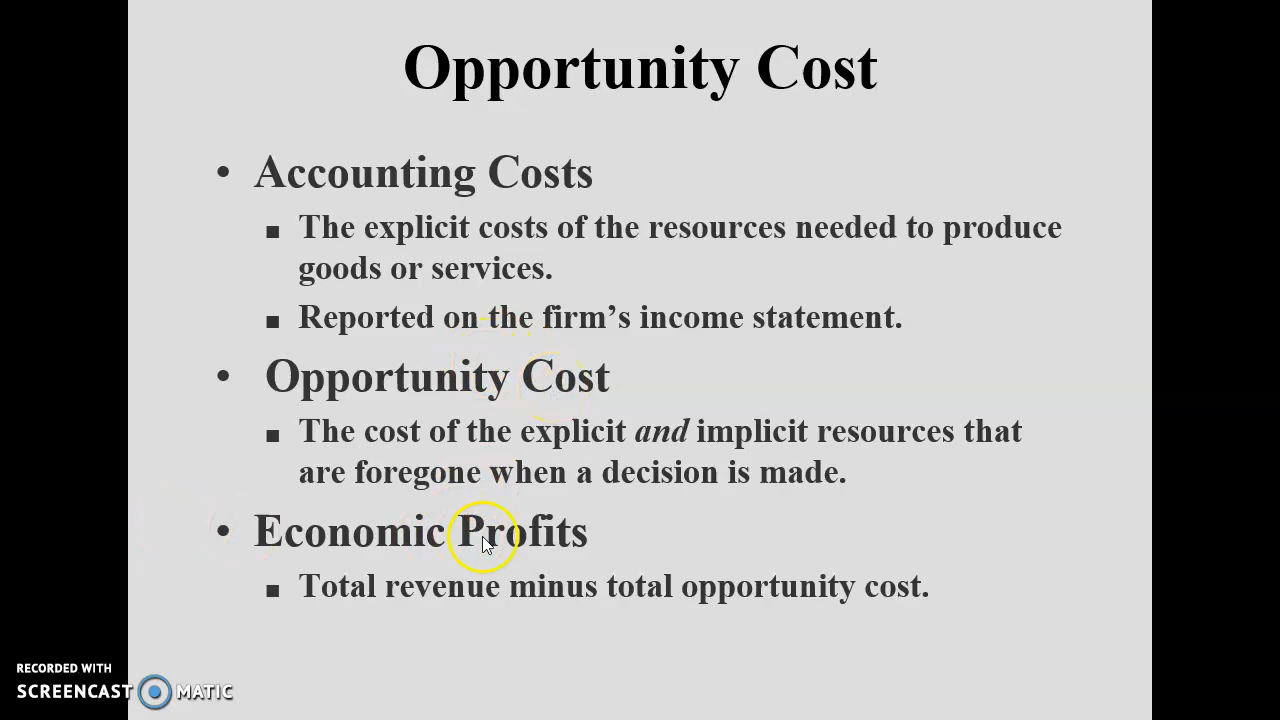 Opportunity Cost
• Accounting Costs
▪ The explicit costs of the resources needed to produce
goods or services.
▪ Reported on the firm’s income statement.
• Opportunity Cost
▪ The cost of the explicit and implicit resources that
are foregone when a decision is made.
• Economic Profits
▪ Total revenue minus total opportunity cost.
RECORDED WITH
SCREENCAST MATIC